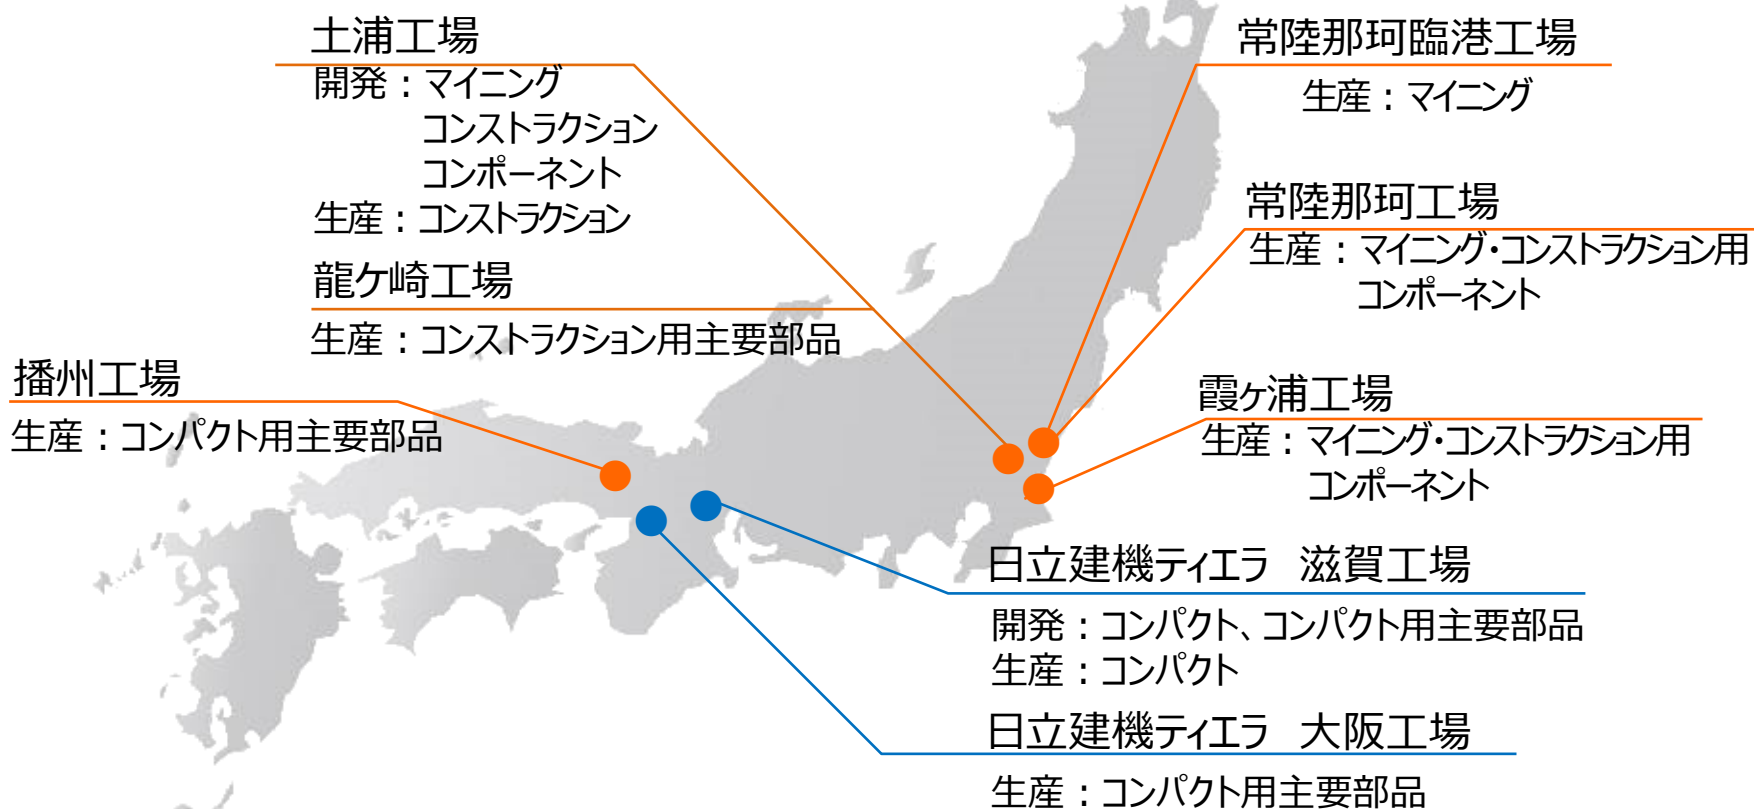 土浦工場
開発：マイニング
コンストラクション
コンポーネント
生産：コンストラクション
龍ケ崎工場
生産：コンストラクション用主要部品
播州工場
生産：コンパクト用主要部品
常陸那珂臨港工場
生産：マイニング
常陸那珂工場
生産：マイニング・コンストラクション用
コンポーネント
霞ヶ浦工場
生産：マイニング・コンストラクション用
コンポーネント
日立建機ティエラ　滋賀工場
開発：コンパクト、コンパクト用主要部品
生産：コンパクト
日立建機ティエラ　大阪工場
生産：コンパクト用主要部品